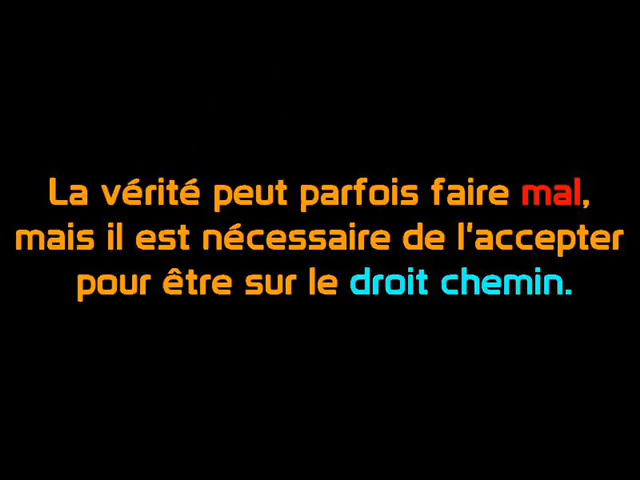 La vérité peut parfois faire mal,
mais il est nécessaire de l'accepter
pour être sur le droit chemin.